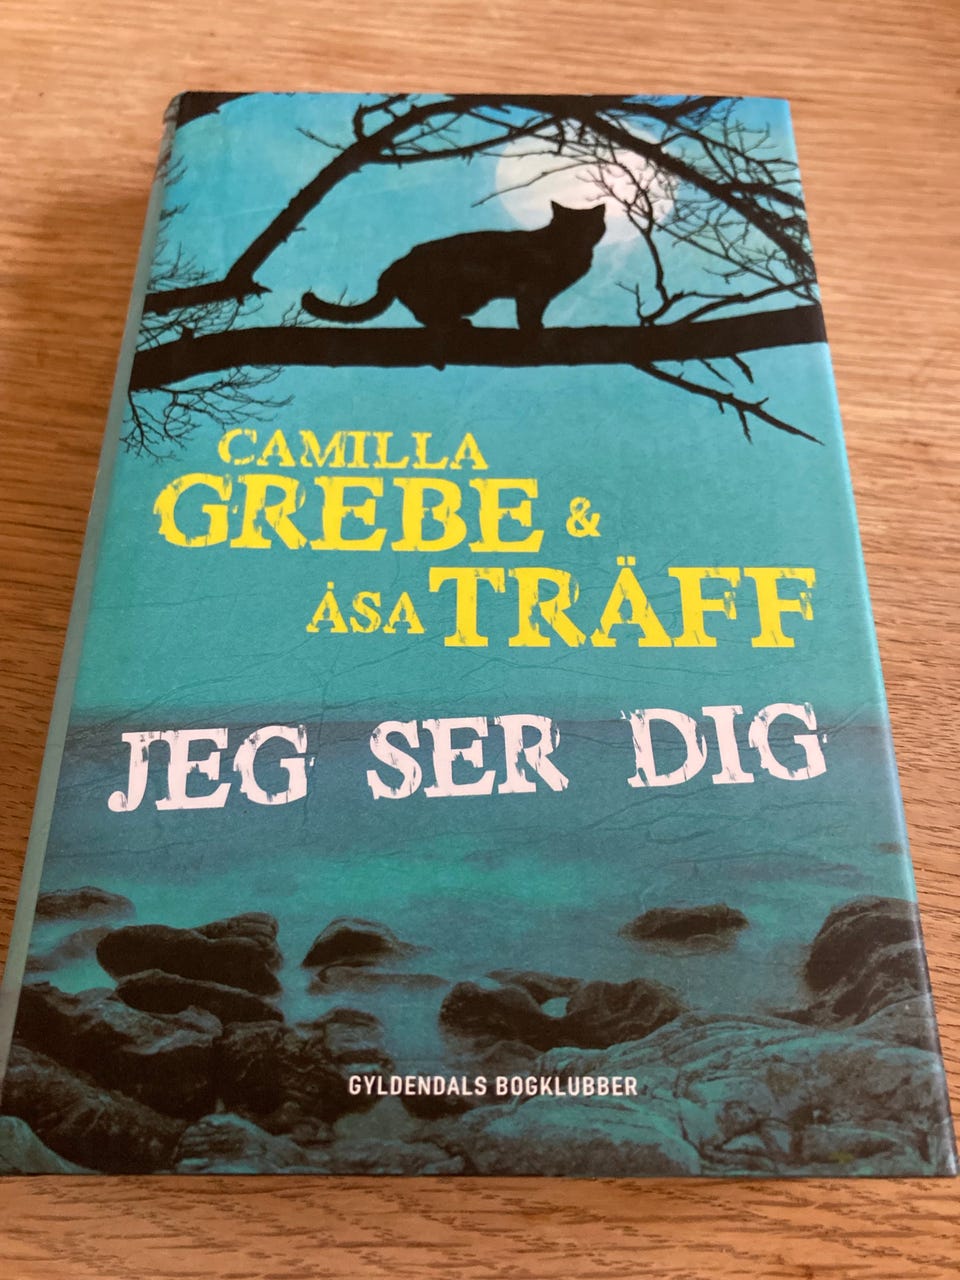 CAMILLA
GREBE &
ÅSA TRÄFF
JEG SER DIG
GYLDENDALS BOGKLUBBER